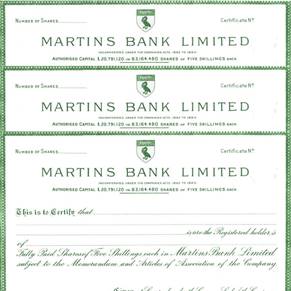 NUMBER OF SHARES Certificate Nº
MARTINS BANK LIMITED
INCORPORATED UNDER THE COMPANIES ACTS 1862 TO 1890
AUTHORISED CAPITAL £20,791,120 IN 83,164,480 SHARES OF FIVE SHILLINGS EACH
NUMBER OF SHARES Certificate Nº
MARTINS BANK LIMITED
INCORPORATED UNDER THE COMPANIES ACTS 1862 TO 1890
AUTHORISED CAPITAL £20,791,120 IN 83,164,480 SHARES OF FIVE SHILLINGS EACH
NUMBER OF SHARES Certificate Nº
MARTINS BANK LIMITED
INCORPORATED UNDER THE COMPANIES ACTS 1862 TO 1890
AUTHORISED CAPITAL £20,791,120 IN 83,164,480 SHARES OF FIVE SHILLINGS EACH
This is to Certify that
is/are the Registered holder/s
of
Fully Paid Shares of Five Shillings each in Martins Bank Limited
subject to the Memorandum and Articles of Association of the Company